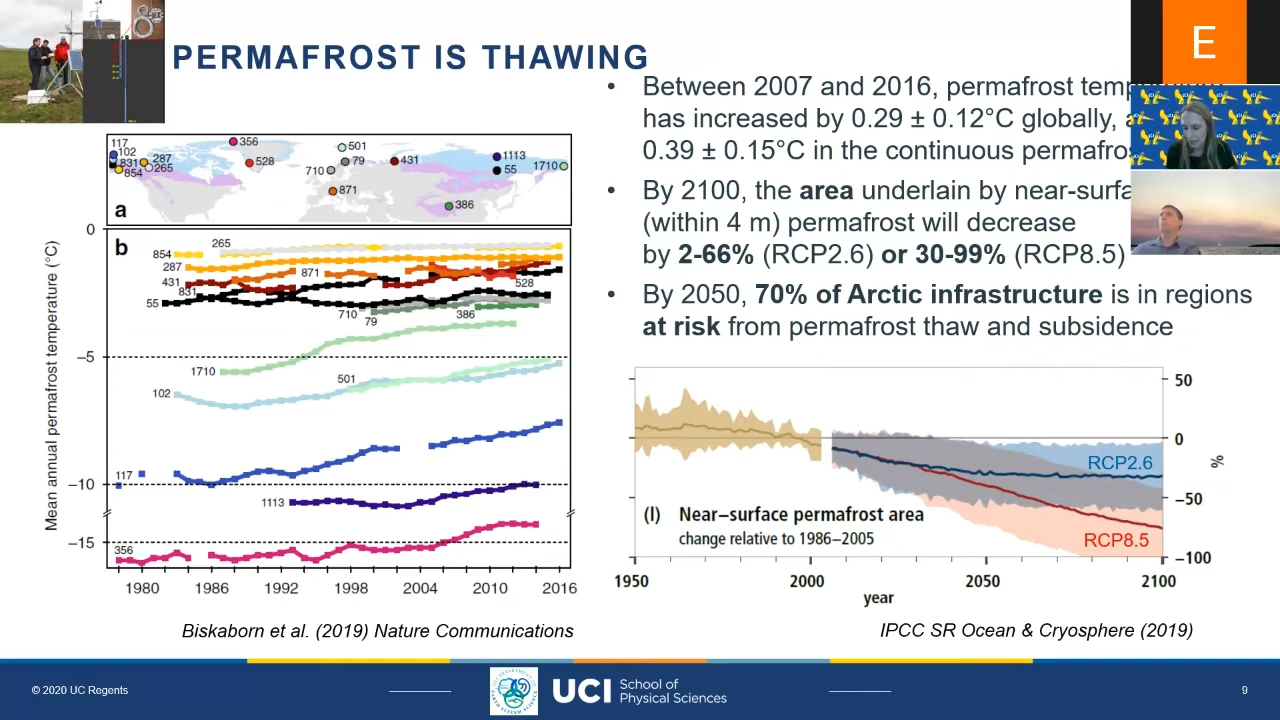 PERMAFROST IS THAWING
E
• Between 2007 and 2016, permafrost
has increased by 0.29 ± 0.12°C globally,
0.39 ± 0.15°C in the continuous
• By 2100, the area underlain by
(within 4 m) permafrost will decrease
by 2-66% (RCP2.6) or 30-99% (RCP8.5)
• By 2050, 70% of Arctic infrastructure is in regions
at risk from permafrost thaw and subsidence
117
102
831
854
287
265
356
528
501
79
710
871
431
386
1113
55
1710
a
b
Mean annual permafrost temperature (°C)
0
−5
−10
−15
854
265
287
431
831
55
871
710
79
386
528
1710
102
501
117
1113
356
1980 1986 1992 1998 2004 2010 2016
Biskaborn et al. (2019) Nature Communications
50
0
−50
−100
%
RCP2.6
RCP8.5
(l) Near−surface permafrost area
change relative to 1986−2005
1950 2000 2050 2100
year
IPCC SR Ocean & Cryosphere (2019)
© 2020 UC Regents
UCI School of
Physical Sciences
9